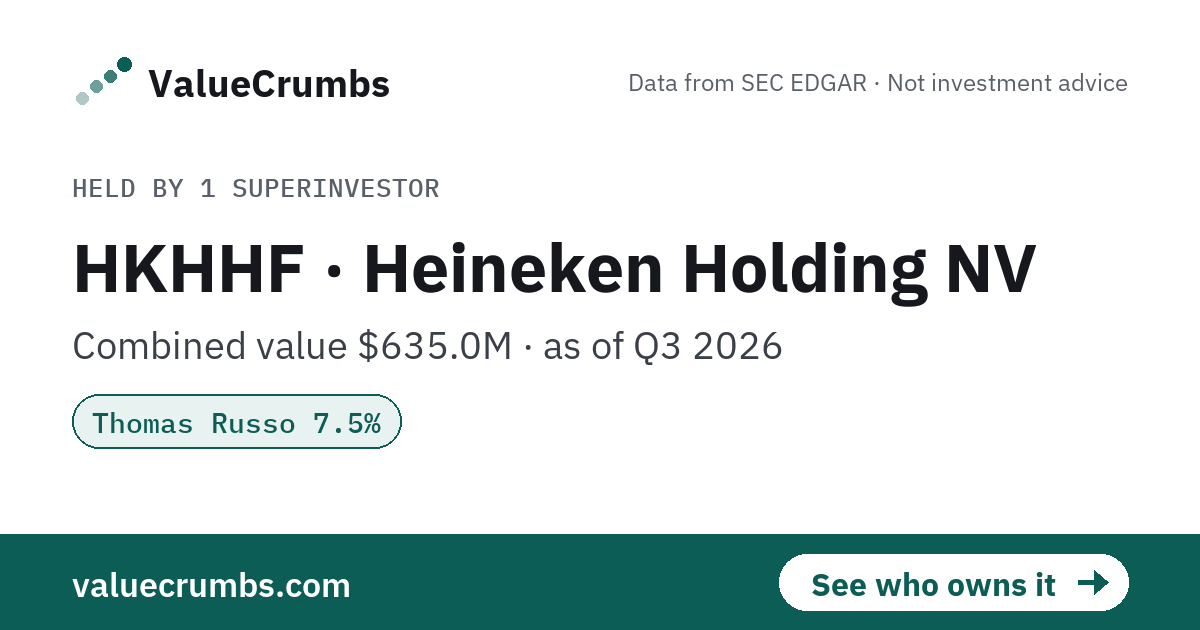 ValueCrumbs
Data from SEC EDGAR · Not investment advice
HELD BY 1 SUPERINVESTOR
HKHHF · Heineken Holding NV
Combined value $635.0M · as of Q3 2026
Thomas Russo 7.5%
valuecrumbs.com
See who owns it →